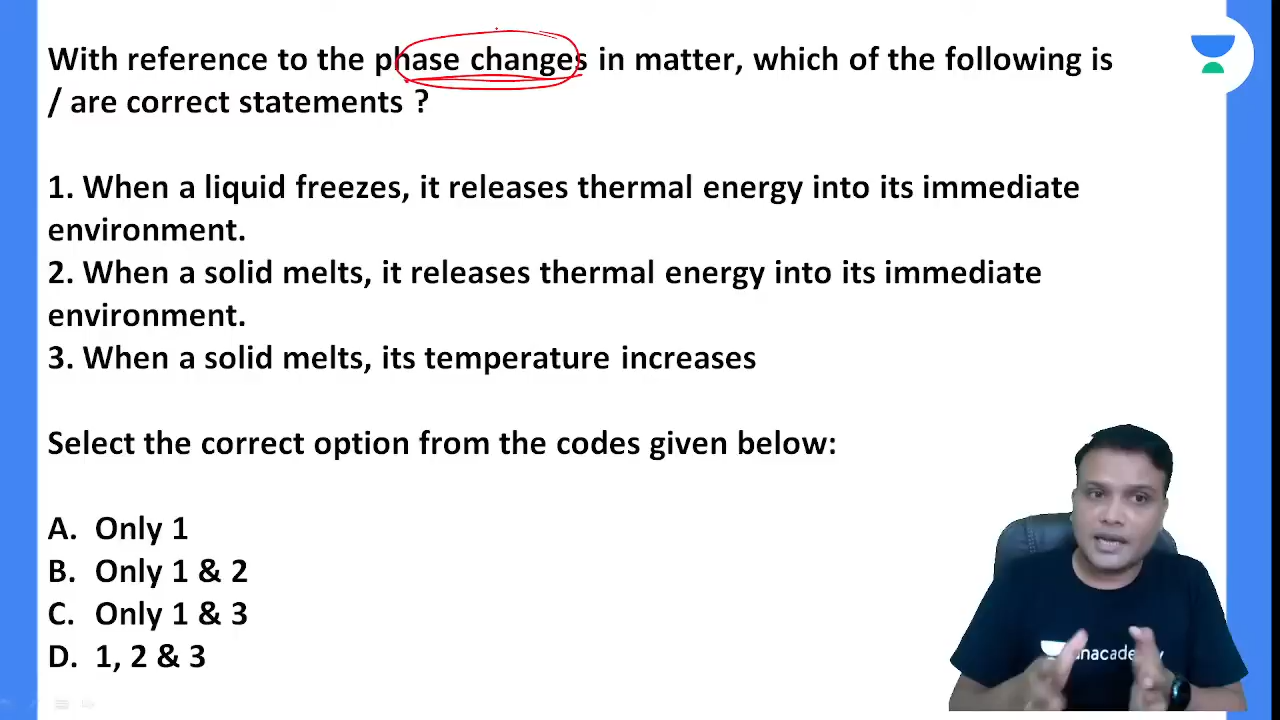 With reference to the phase changes in matter, which of the following is
/ are correct statements ?
1. When a liquid freezes, it releases thermal energy into its immediate
environment.
2. When a solid melts, it releases thermal energy into its immediate
environment.
3. When a solid melts, its temperature increases
Select the correct option from the codes given below:
A. Only 1
B. Only 1 & 2
C. Only 1 & 3
D. 1, 2 & 3
unacademy